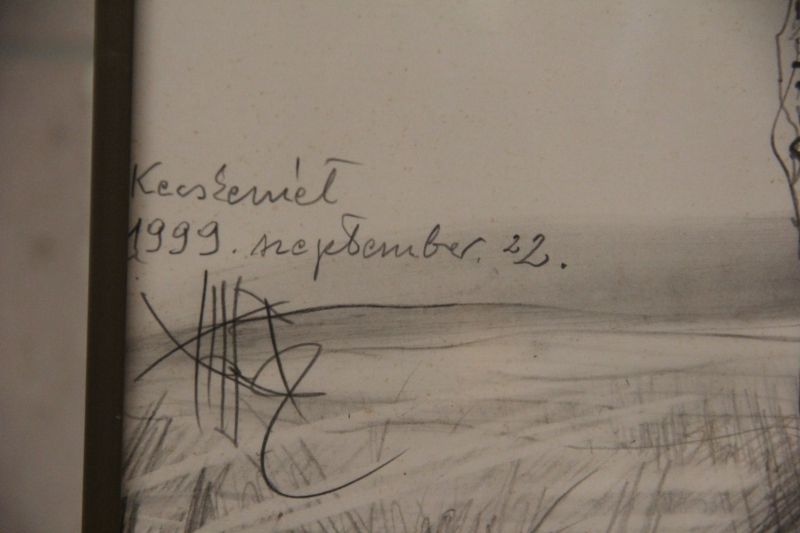 Kecskemét
1999. szeptember. 22.